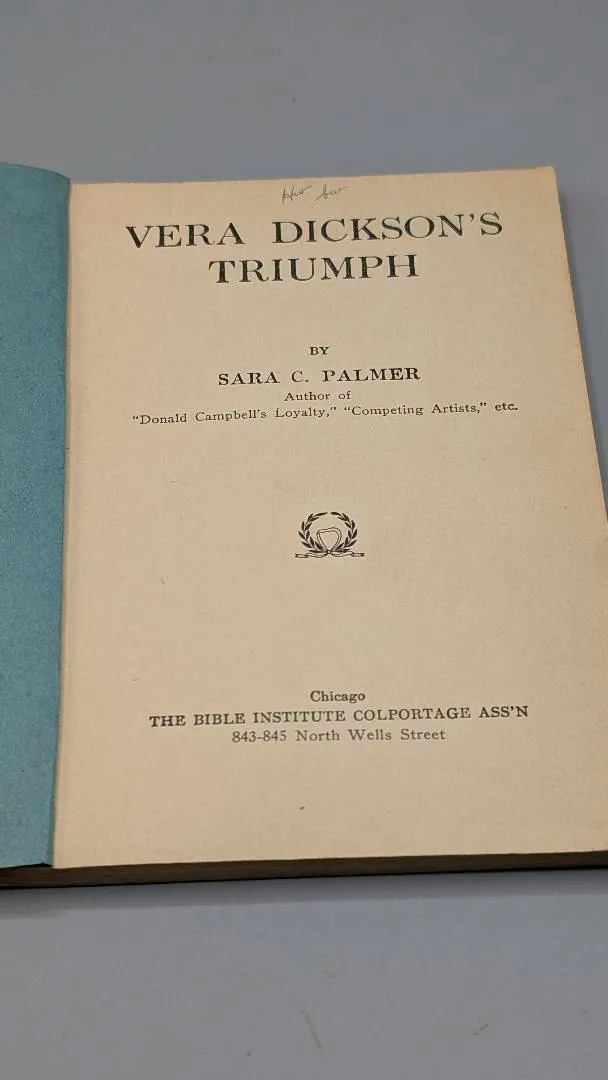 VERA DICKSON'S
TRIUMPH
BY
SARA C. PALMER
Author of
"Donald Campbell's Loyalty," "Competing Artists," etc.
Chicago
THE BIBLE INSTITUTE COLPORTAGE ASS'N
843-845 North Wells Street